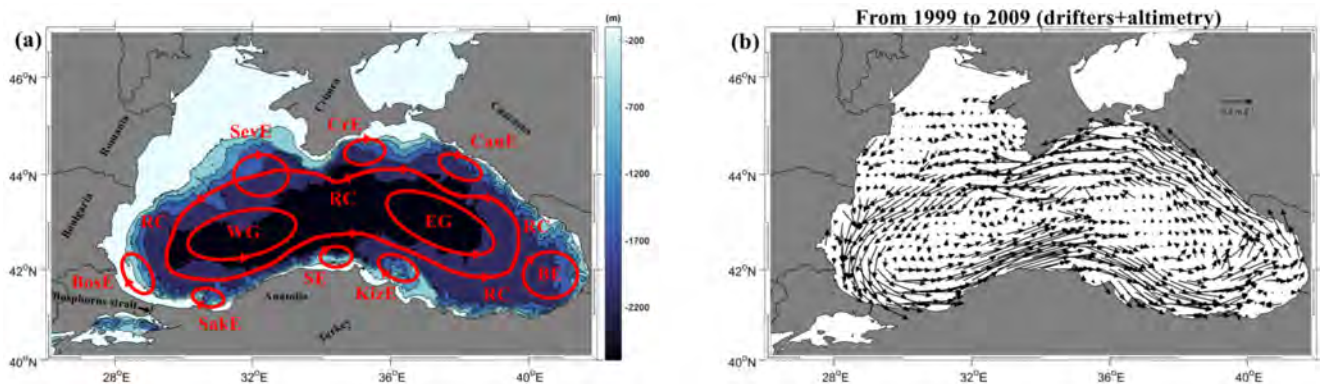 (a)
(m)
-200
-700
-1200
-1700
-2200
46°N
44°N
42°N
40°N
28°E
32°E
36°E
40°E
Romania
Crimea
Caucasus
Anatolia
Turkey
Bosphorus strait
SevE
CrE
CauE
RC
RC
RC
RC
WG
EG
BosE
SakE
SE
KizE
BE
From 1999 to 2009 (drifters+altimetry)
(b)
46°N
44°N
42°N
40°N
28°E
32°E
36°E
40°E